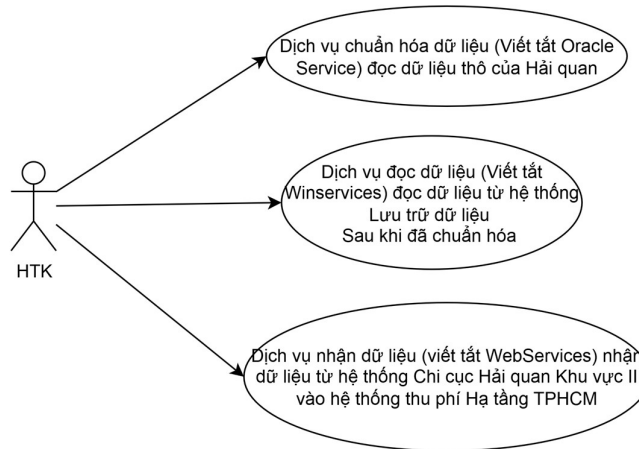 Dịch vụ chuẩn hóa dữ liệu (Viết tắt Oracle
Service) đọc dữ liệu thô của Hải quan
Dịch vụ đọc dữ liệu (Viết tắt
Winservices) đọc dữ liệu từ hệ thống
Lưu trữ dữ liệu
Sau khi đã chuẩn hóa
HTK
Dịch vụ nhận dữ liệu (viết tắt WebServices) nhận
dữ liệu từ hệ thống Chi cục Hải quan Khu vực II
vào hệ thống thu phí Hạ tầng TPHCM